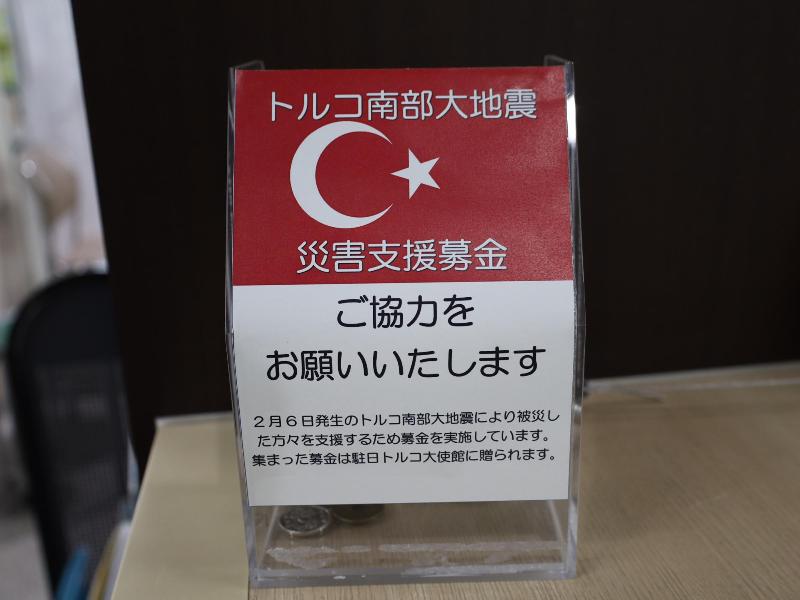 トルコ南部大地震
災害支援募金
ご協力を
お願いいたします
２月６日発生のトルコ南部大地震により被災し
た方々を支援するため募金を実施しています。
集まった募金は駐日トルコ大使館に贈られます。